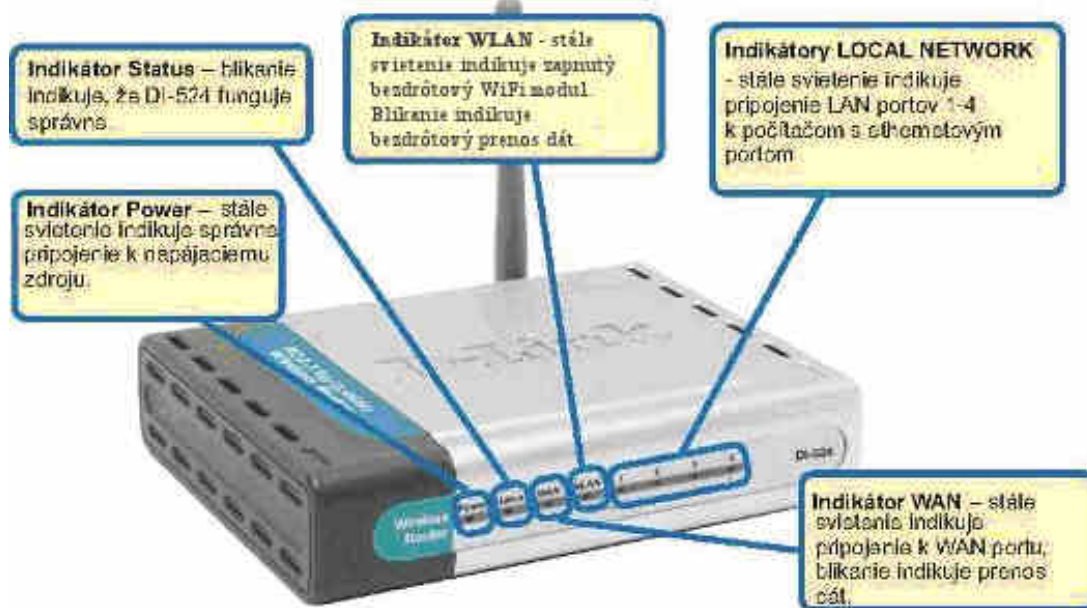 Indikátor Status – blikanie
indikuje, že DI-524 funguje
správne
Indikátor WLAN - stále
svietenie indikuje zapnutý
bezdrôtový WiFi modul.
Blikanie indikuje
bezdrôtový prenos dát.
Indikátory LOCAL NETWORK
- stále svietenie indikuje
pripojenie LAN portov 1-4
k počítačom s ethernetovým
portom
Indikátor Power – stále
svietenie indikuje správne
pripojenie k napájaciemu
zdroju.
D-Link
Wireless
Router
WLAN
DI-524
Indikátor WAN – stále
svietenie indikuje
pripojenie k WAN portu,
blikanie indikuje prenos
dát.